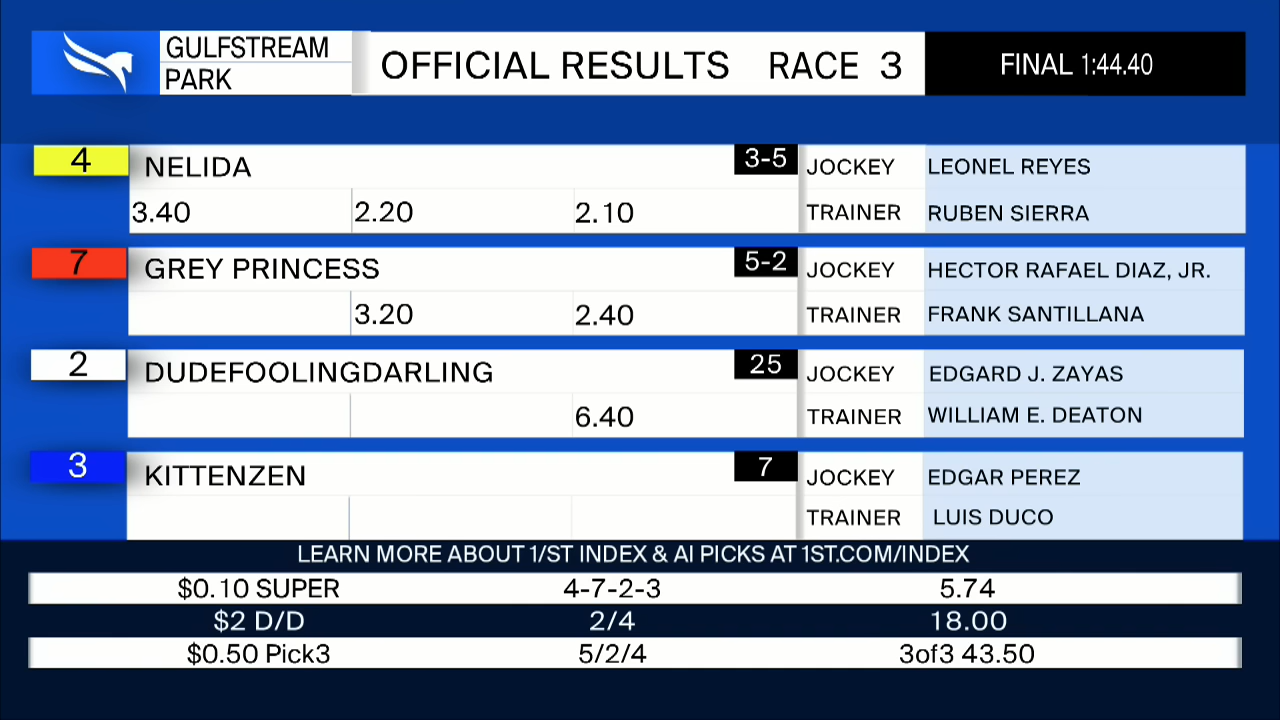 GULFSTREAM
PARK
OFFICIAL RESULTS RACE 3
FINAL 1:44.40
4 NELIDA 3-5 JOCKEY LEONEL REYES
3.40 2.20 2.10 TRAINER RUBEN SIERRA
7 GREY PRINCESS 5-2 JOCKEY HECTOR RAFAEL DIAZ, JR.
3.20 2.40 TRAINER FRANK SANTILLANA
2 DUDEFOOLINGDARLING 25 JOCKEY EDGARD J. ZAYAS
6.40 TRAINER WILLIAM E. DEATON
3 KITTENZEN 7 JOCKEY EDGAR PEREZ
TRAINER LUIS DUCO
LEARN MORE ABOUT 1/ST INDEX & AI PICKS AT 1ST.COM/INDEX
$0.10 SUPER 4-7-2-3 5.74
$2 D/D 2/4 18.00
$0.50 Pick3 5/2/4 3of3 43.50